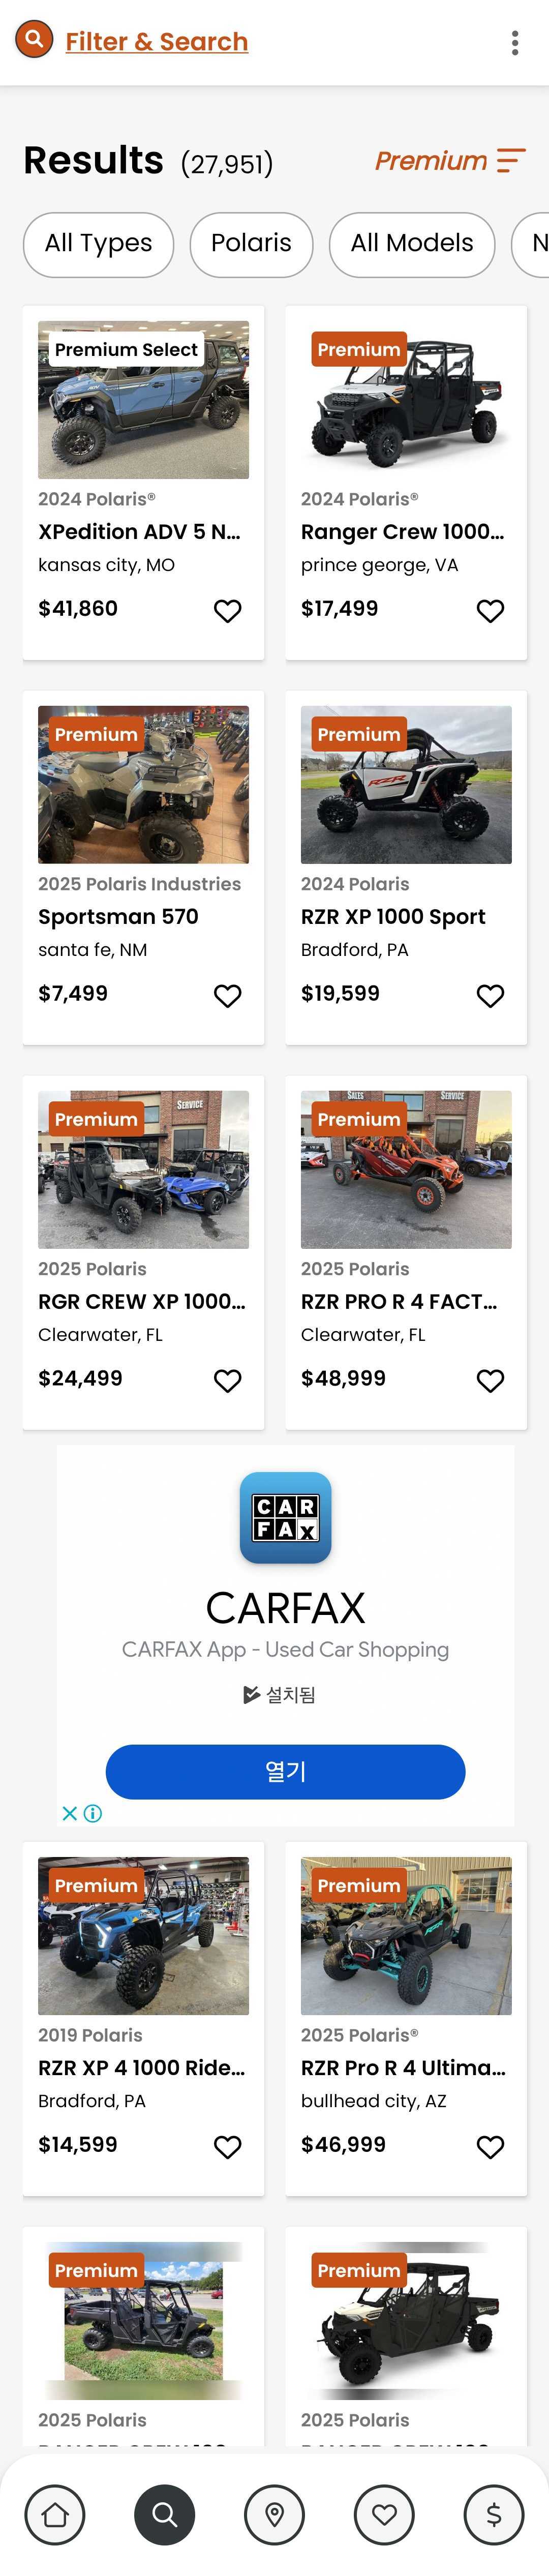 Filter & Search
Results (27,951)
Premium
All Types
Polaris
All Models
N
Premium Select
2024 Polaris®
XPedition ADV 5 N...
kansas city, MO
$41,860
Premium
2024 Polaris®
Ranger Crew 1000...
prince george, VA
$17,499
Premium
2025 Polaris Industries
Sportsman 570
santa fe, NM
$7,499
Premium
RZR
2024 Polaris
RZR XP 1000 Sport
Bradford, PA
$19,599
Premium
SERVICE
2025 Polaris
RGR CREW XP 1000...
Clearwater, FL
$24,499
Premium
SALES
SERVICE
2025 Polaris
RZR PRO R 4 FACT...
Clearwater, FL
$48,999
CAR
FAX
CARFAX
CARFAX App - Used Car Shopping
설치됨
열기
Premium
2019 Polaris
RZR XP 4 1000 Ride...
Bradford, PA
$14,599
Premium
2025 Polaris®
RZR Pro R 4 Ultima...
bullhead city, AZ
$46,999
Premium
2025 Polaris
Premium
2025 Polaris